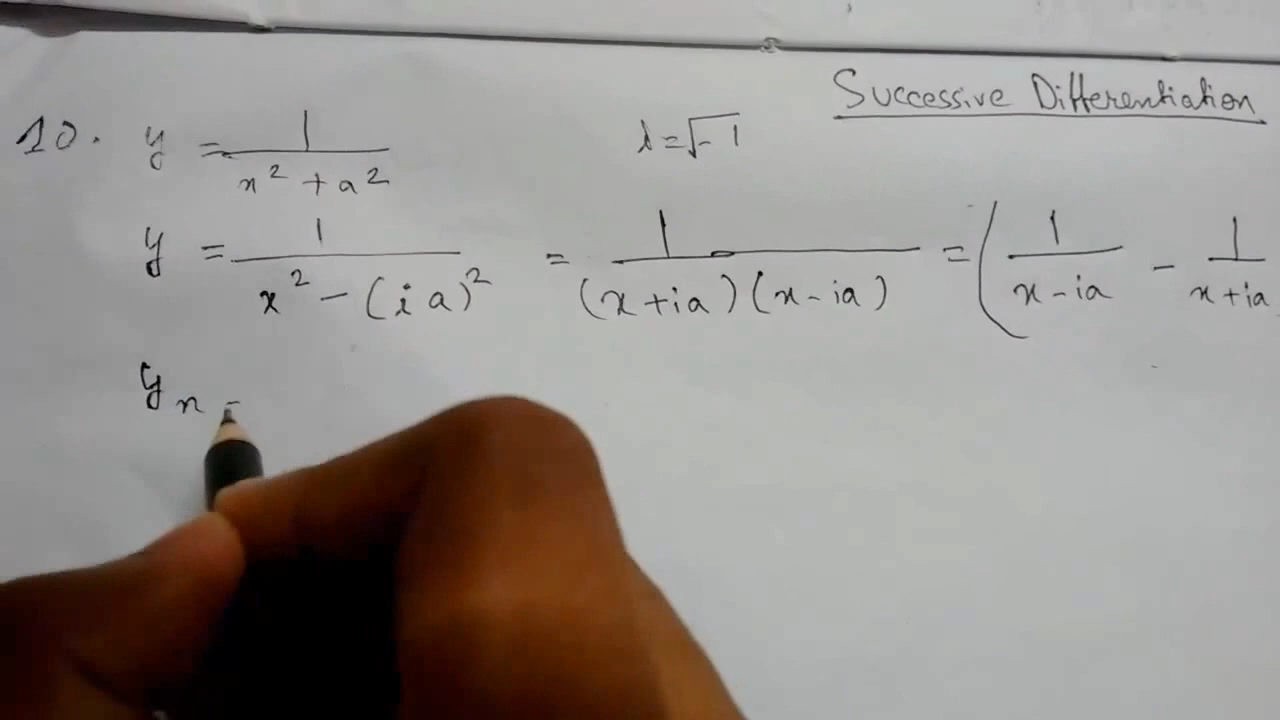 Successive Differentiation
10. y = 1/(x² + a²) i = √-1
y = 1/(x² - (ia)²) = 1/((x+ia)(x-ia)) = (1/(x-ia) - 1/(x+ia)
yₙ =